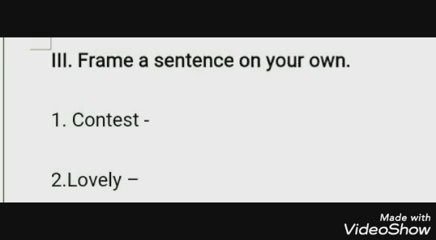 III. Frame a sentence on your own.
1. Contest -
2.Lovely –
Made with
VideoShow